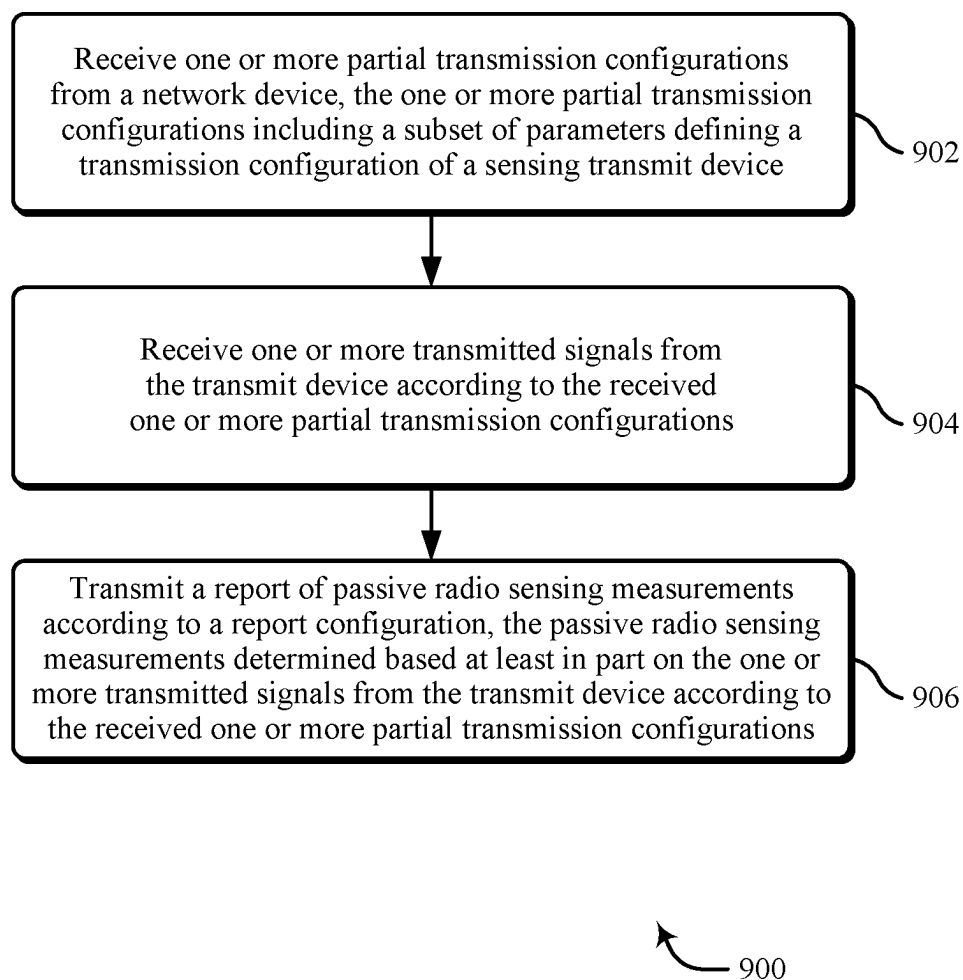 Receive one or more partial transmission configurations
from a network device, the one or more partial transmission
configurations including a subset of parameters defining a
transmission configuration of a sensing transmit device
902
Receive one or more transmitted signals from
the transmit device according to the received
one or more partial transmission configurations
904
Transmit a report of passive radio sensing measurements
according to a report configuration, the passive radio sensing
measurements determined based at least in part on the one or
more transmitted signals from the transmit device according to
the received one or more partial transmission configurations
906
900